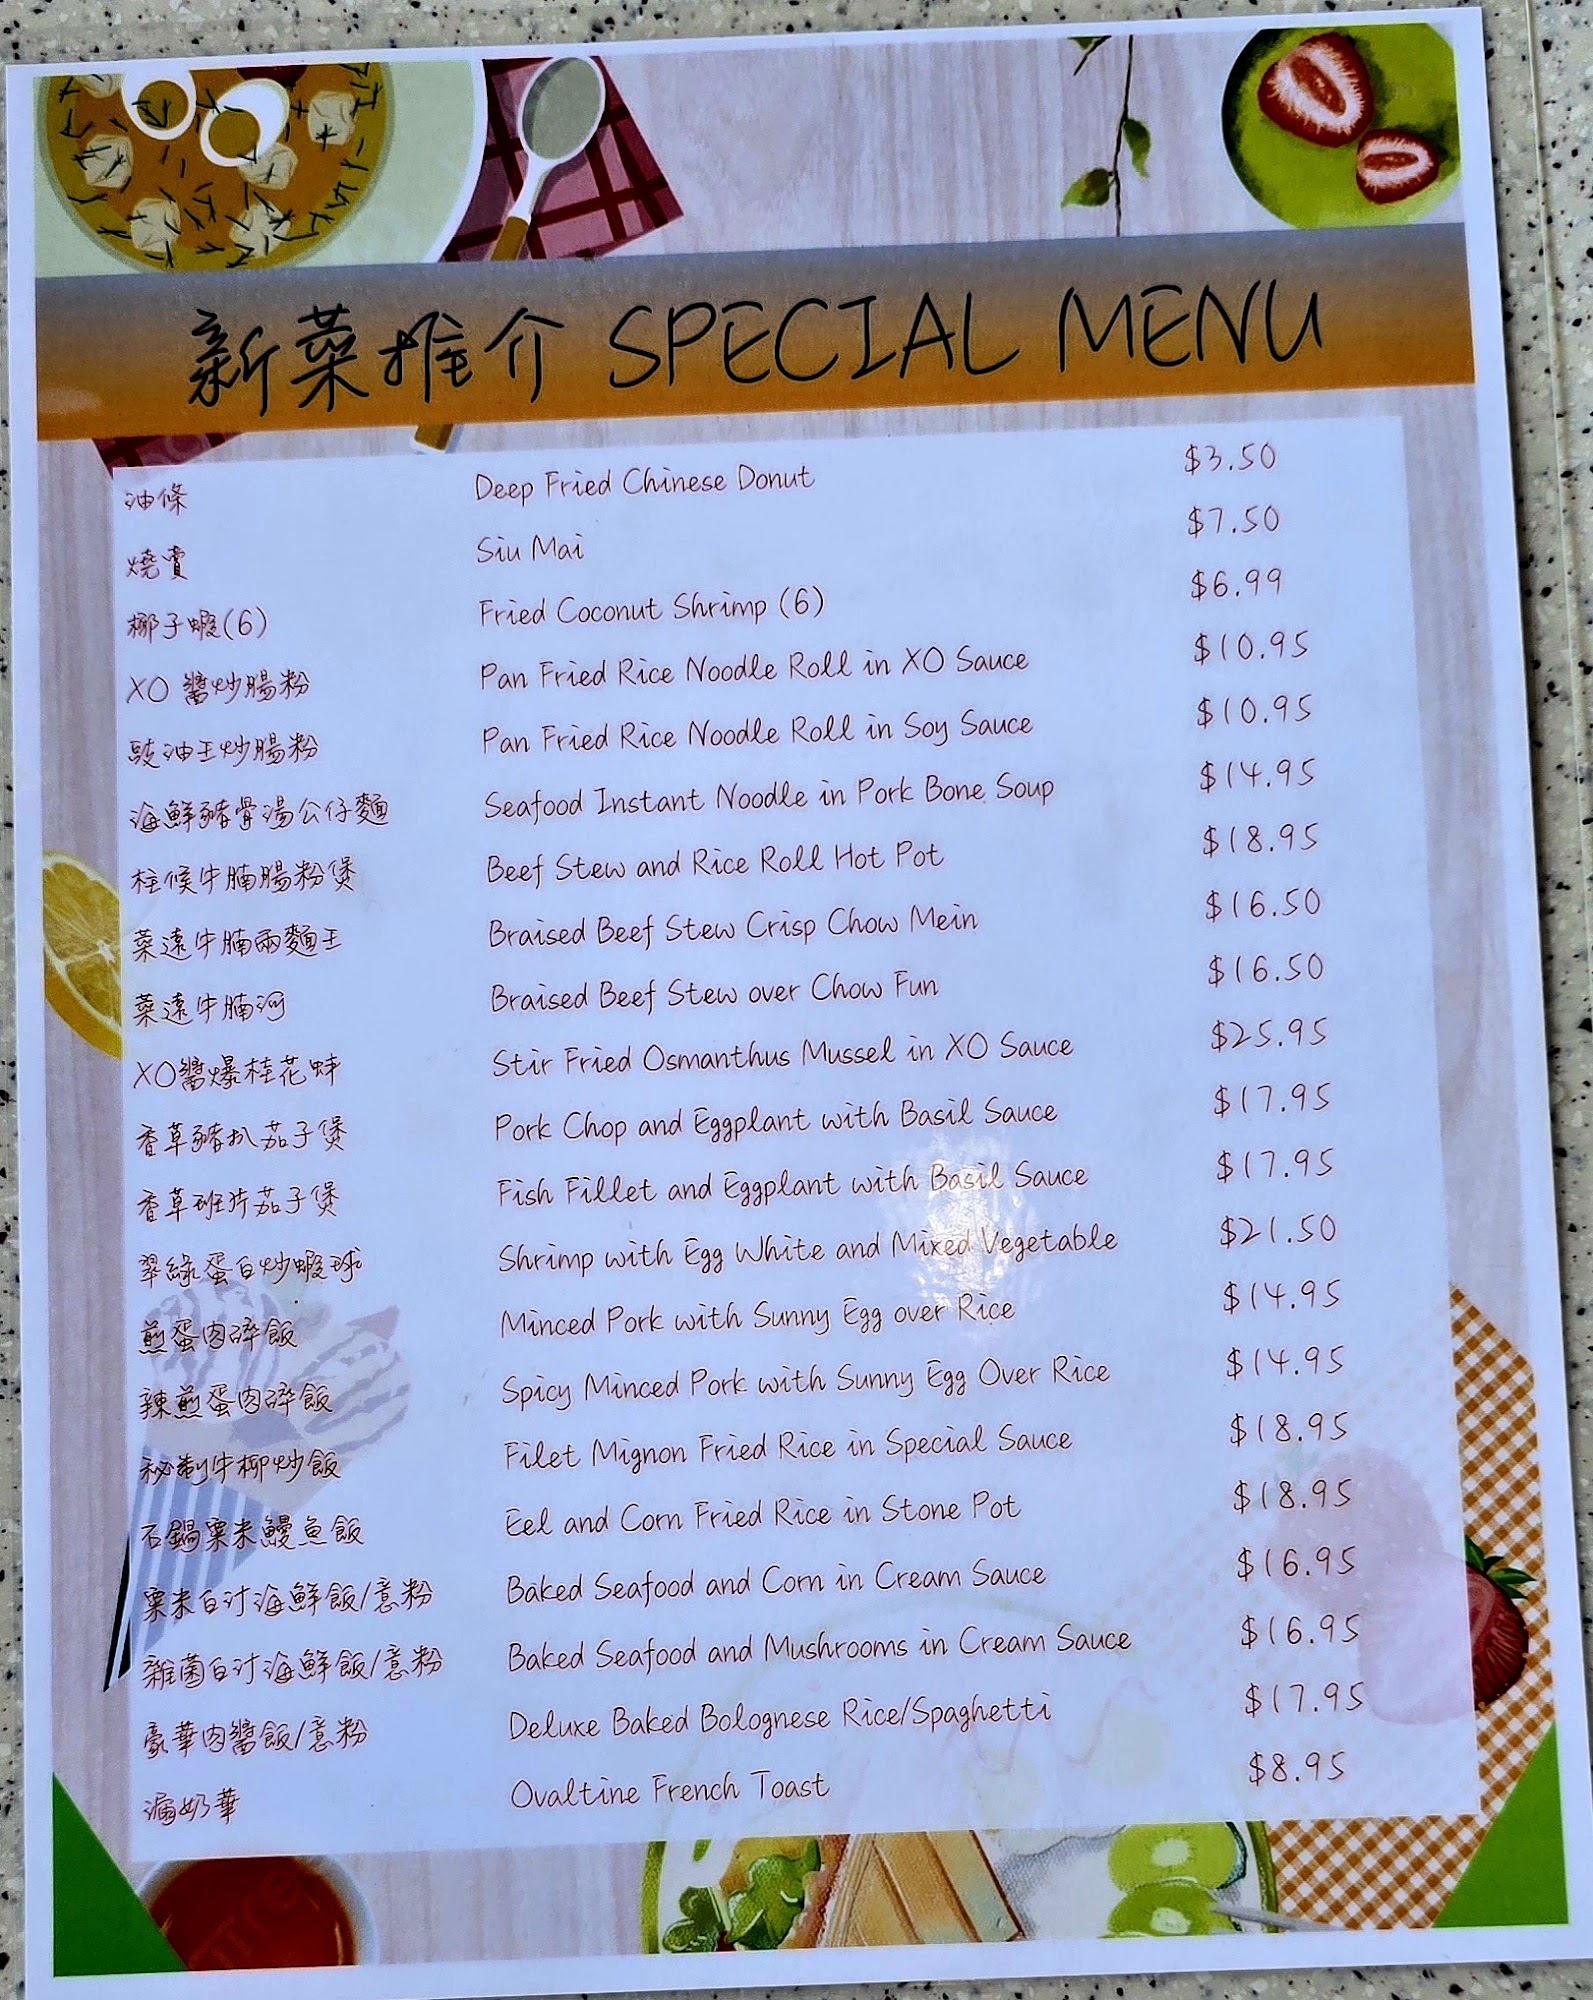 新菜推介 SPECIAL MENU
油條 Deep Fried Chinese Donut $3.50
燒賣 Siu Mai $7.50
椰子蝦(6) Fried Coconut Shrimp (6) $6.99
XO 醬炒腸粉 Pan Fried Rice Noodle Roll in XO Sauce $10.95
豉油王炒腸粉 Pan Fried Rice Noodle Roll in Soy Sauce $10.95
海鮮豬骨湯公仔麵 Seafood Instant Noodle in Pork Bone Soup $14.95
柱候牛腩腸粉煲 Beef Stew and Rice Roll Hot Pot $18.95
菜遠牛腩兩麵王 Braised Beef Stew Crisp Chow Mein $16.50
菜遠牛腩河 Braised Beef Stew over Chow Fun $16.50
XO醬爆桂花蚌 Stir Fried Osmanthus Mussel in XO Sauce $25.95
香草豬扒茄子煲 Pork Chop and Eggplant with Basil Sauce $17.95
香草班片茄子煲 Fish Fillet and Eggplant with Basil Sauce $17.95
翠綠蛋白炒蝦球 Shrimp with Egg White and Mixed Vegetable $21.50
煎蛋肉碎飯 Minced Pork with Sunny Egg over Rice $14.95
辣煎蛋肉碎飯 Spicy Minced Pork with Sunny Egg Over Rice $14.95
秘制牛柳炒飯 Filet Mignon Fried Rice in Special Sauce $18.95
石鍋粟米鰻魚飯 Eel and Corn Fried Rice in Stone Pot $18.95
粟米白汁海鮮飯/意粉 Baked Seafood and Corn in Cream Sauce $16.95
雜菌白汁海鮮飯/意粉 Baked Seafood and Mushrooms in Cream Sauce $16.95
豪華肉醬飯/意粉 Deluxe Baked Bolognese Rice/Spaghetti $17.95
漏奶華 Ovaltine French Toast $8.95